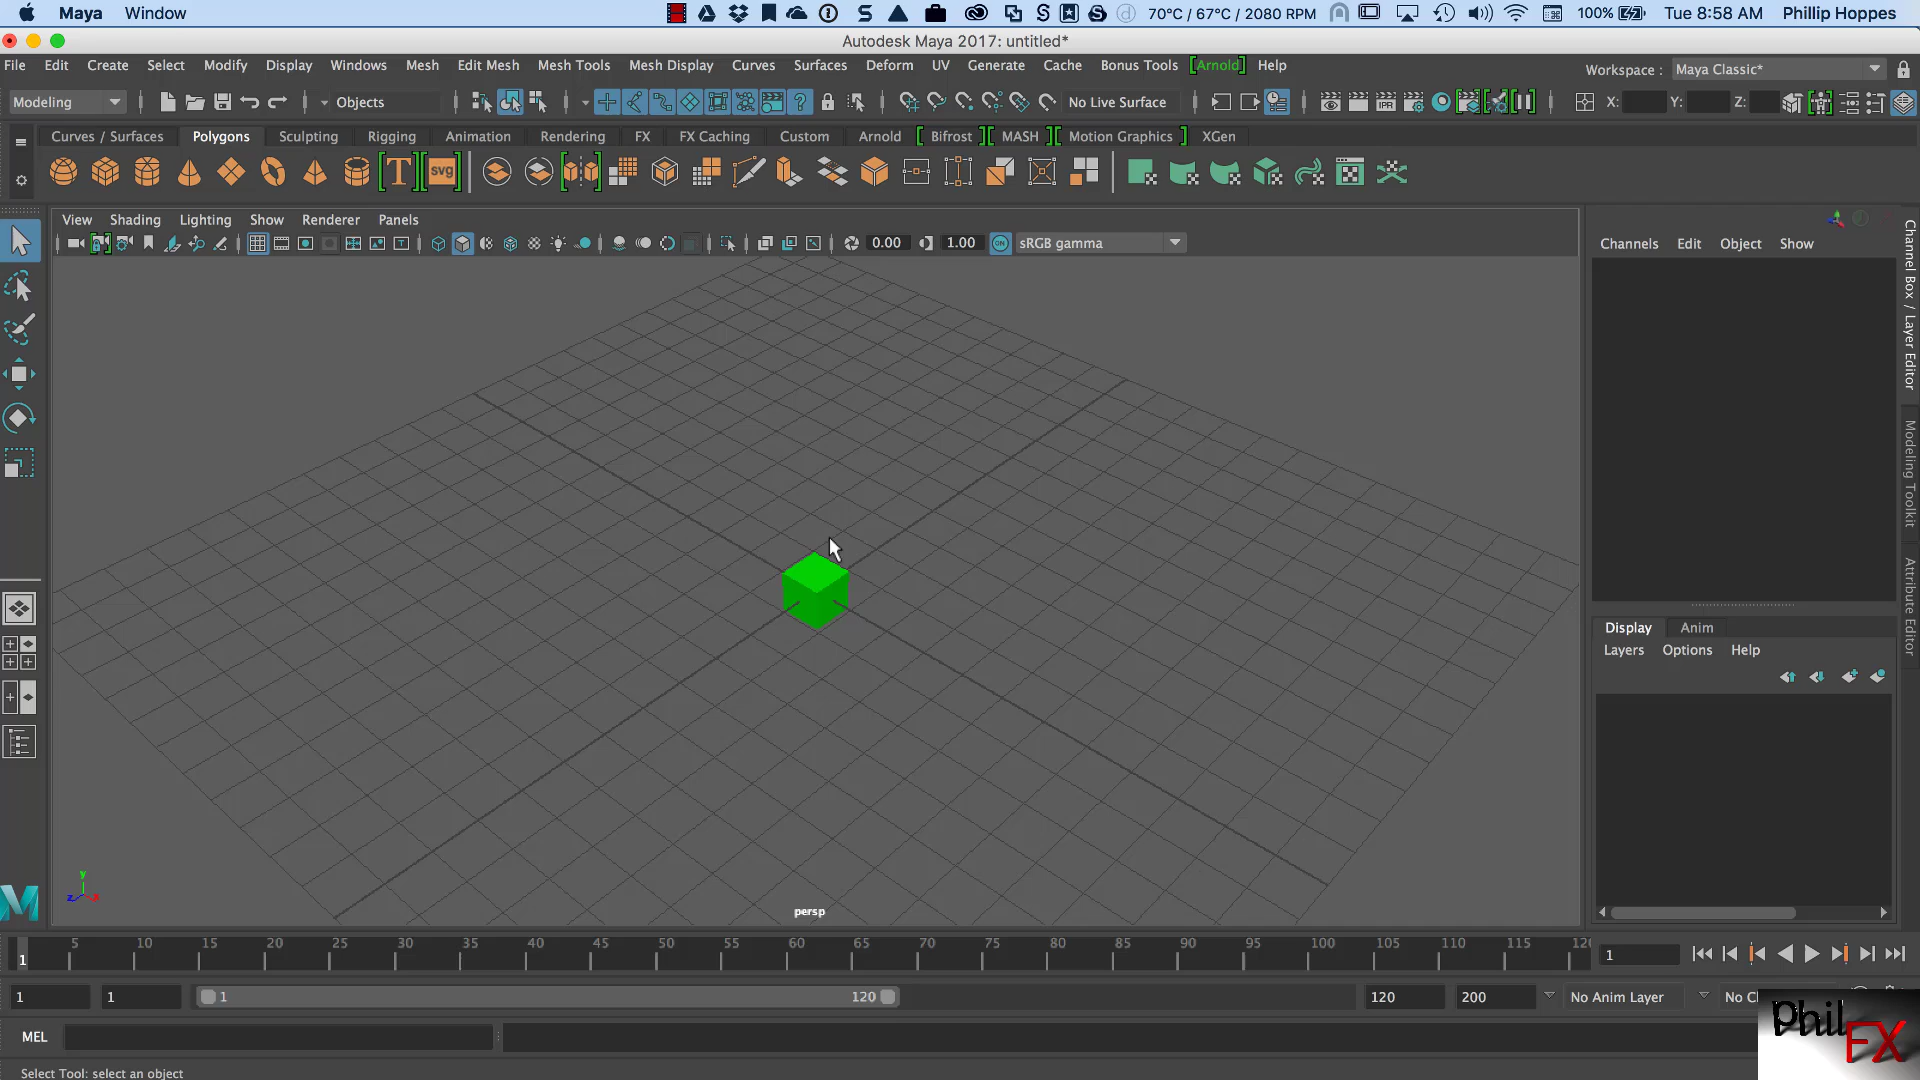 Maya Window 70°C / 67°C / 2080 RPM 100% Tue 8:58 AM Phillip Hoppes
Autodesk Maya 2017: untitled*
File Edit Create Select Modify Display Windows Mesh Edit Mesh Mesh Tools Mesh Display Curves Surfaces Deform UV Generate Cache Bonus Tools [Arnold] Help Workspace : Maya Classic*
Modeling Objects No Live Surface IPR X: Y: Z:
Curves / Surfaces Polygons Sculpting Rigging Animation Rendering FX FX Caching Custom Arnold Bifrost MASH Motion Graphics XGen
T svg
View Shading Lighting Show Renderer Panels
0.00 1.00 ON sRGB gamma
Channels Edit Object Show
Channel Box / Layer Editor
Modeling Toolkit
Attribute Editor
Display Anim
Layers Options Help
y
z x
persp
5 10 15 20 25 30 35 40 45 50 55 60 65 70 75 80 85 90 95 100 105 110 115 120
1 1
1 1 1 120 120 200 No Anim Layer No C
MEL
Select Tool: select an object
Phil
FX